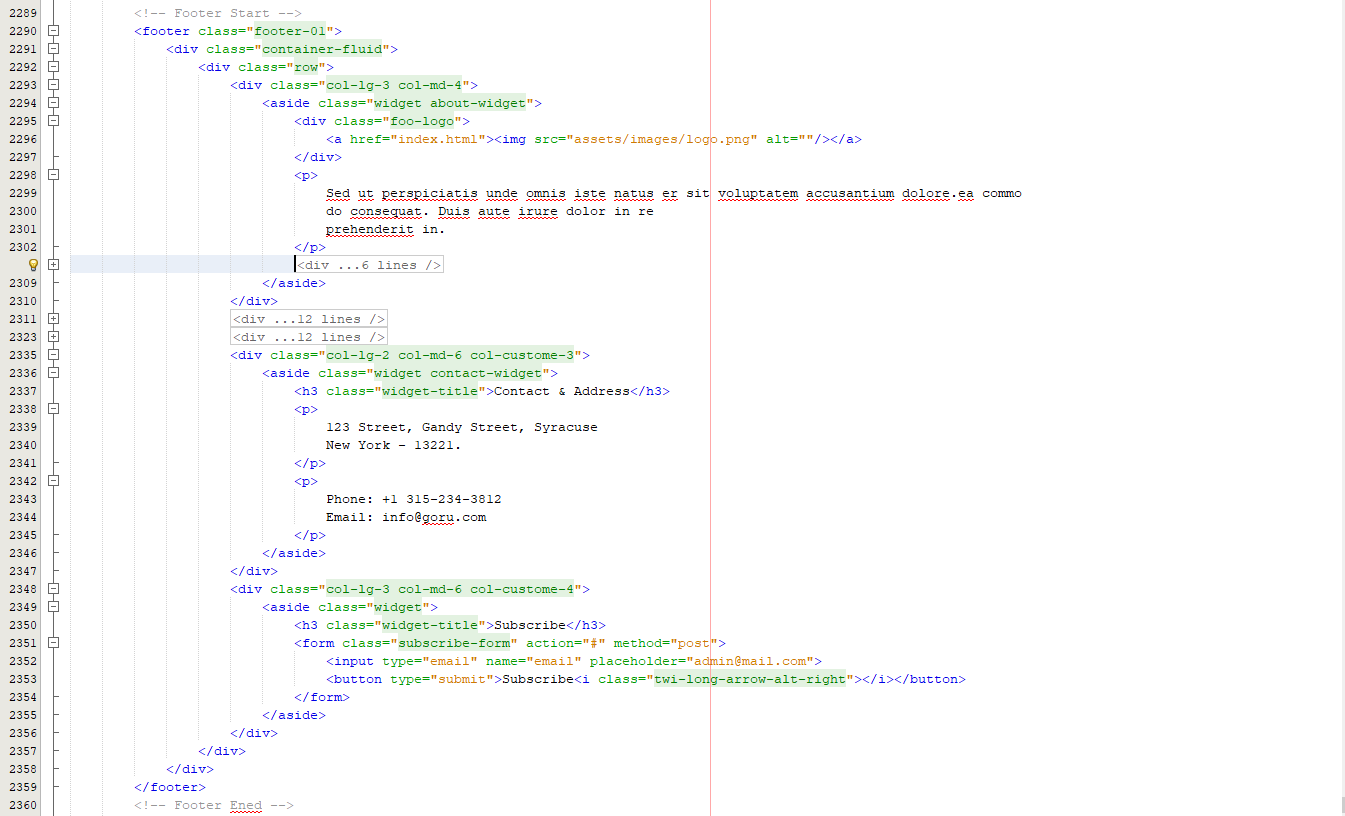 2289 <!-- Footer Start -->
2290 <footer class="footer-01">
2291 <div class="container-fluid">
2292 <div class="row">
2293 <div class="col-lg-3 col-md-4">
2294 <aside class="widget about-widget">
2295 <div class="foo-logo">
2296 <a href="index.html"><img src="assets/images/logo.png" alt=""/></a>
2297 </div>
2298 <p>
2299 Sed ut perspiciatis unde omnis iste natus er sit voluptatem accusantium dolore.ea commo
2300 do consequat. Duis aute irure dolor in re
2301 prehenderit in.
2302 </p>
<div ...6 lines />
2309 </aside>
2310 </div>
2311 <div ...12 lines />
2323 <div ...12 lines />
2335 <div class="col-lg-2 col-md-6 col-custome-3">
2336 <aside class="widget contact-widget">
2337 <h3 class="widget-title">Contact & Address</h3>
2338 <p>
2339 123 Street, Gandy Street, Syracuse
2340 New York - 13221.
2341 </p>
2342 <p>
2343 Phone: +1 315-234-3812
2344 Email: info@goru.com
2345 </p>
2346 </aside>
2347 </div>
2348 <div class="col-lg-3 col-md-6 col-custome-4">
2349 <aside class="widget">
2350 <h3 class="widget-title">Subscribe</h3>
2351 <form class="subscribe-form" action="#" method="post">
2352 <input type="email" name="email" placeholder="admin@mail.com">
2353 <button type="submit">Subscribe<i class="twi-long-arrow-alt-right"></i></button>
2354 </form>
2355 </aside>
2356 </div>
2357 </div>
2358 </div>
2359 </footer>
2360 <!-- Footer Ened -->